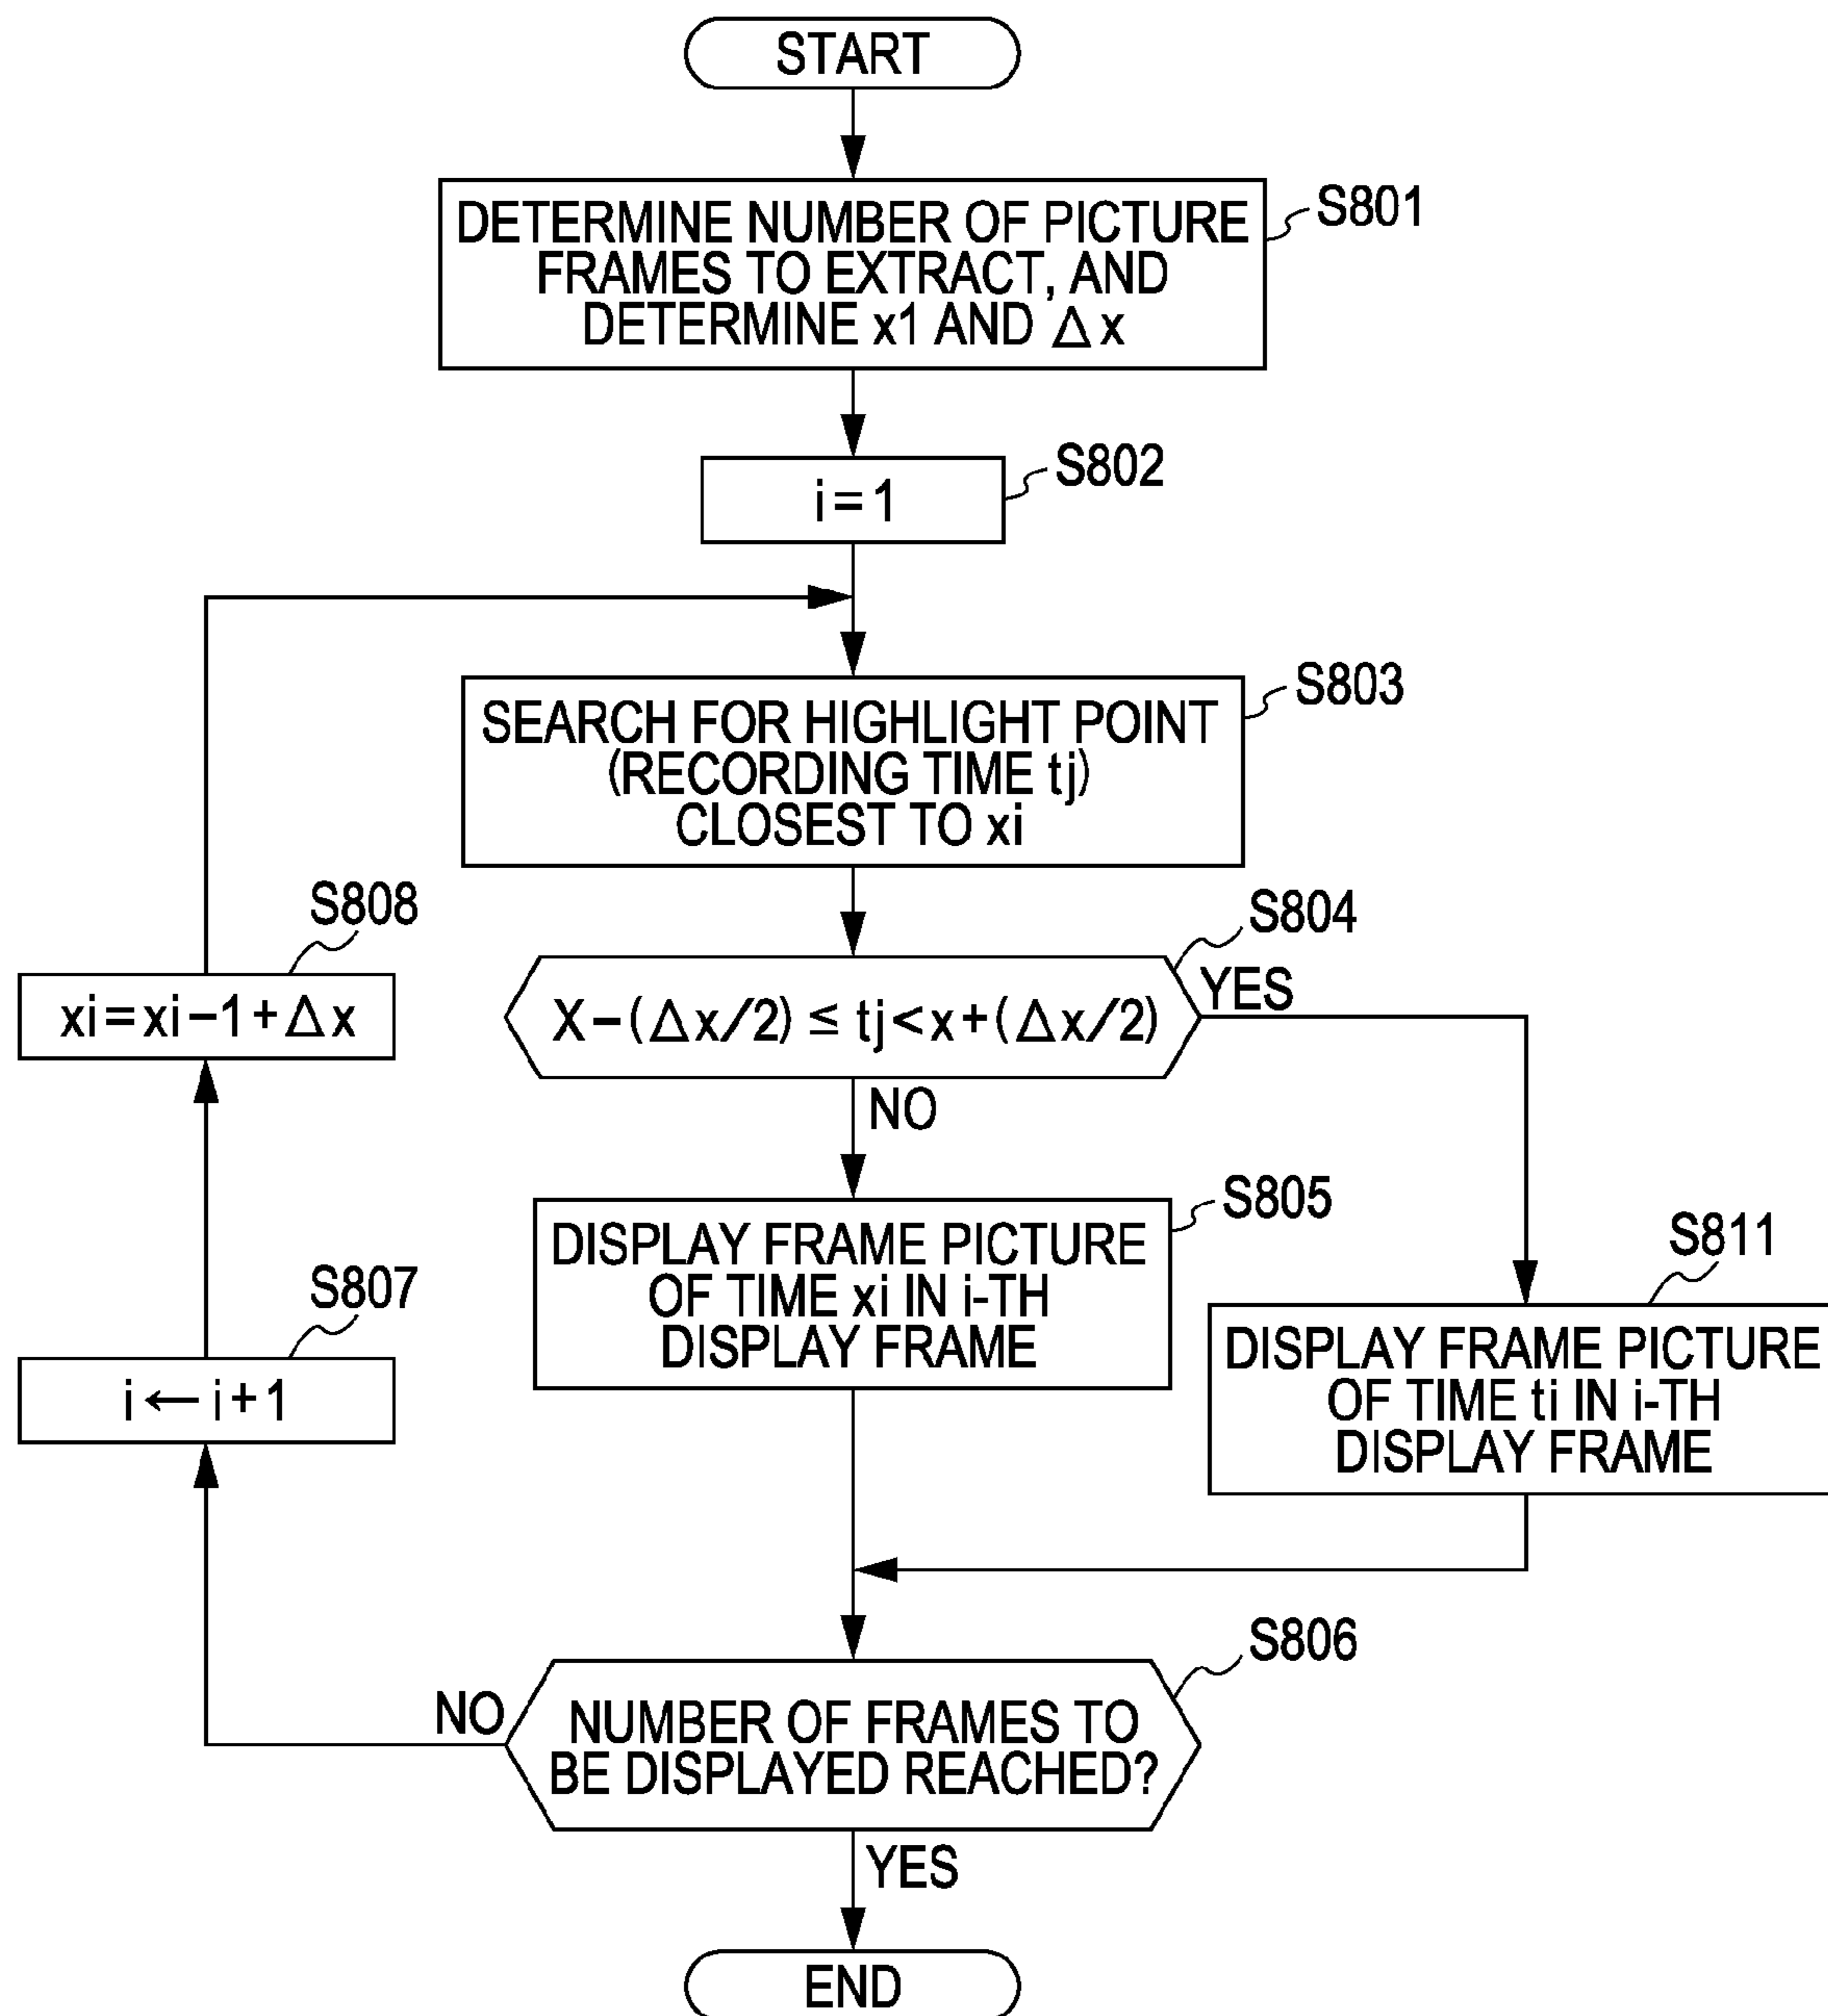 START
S801
DETERMINE NUMBER OF PICTURE
FRAMES TO EXTRACT, AND
DETERMINE x1 AND Δx
S802
i=1
S803
SEARCH FOR HIGHLIGHT POINT
(RECORDING TIME tj)
CLOSEST TO xi
S804
X-(Δx/2) ≤ tj<x+(Δx/2)
YES
NO
S808
xi=xi-1+Δx
S805
DISPLAY FRAME PICTURE
OF TIME xi IN i-TH
DISPLAY FRAME
S811
DISPLAY FRAME PICTURE
OF TIME ti IN i-TH
DISPLAY FRAME
S807
i←i+1
S806
NUMBER OF FRAMES TO
BE DISPLAYED REACHED?
NO
YES
END